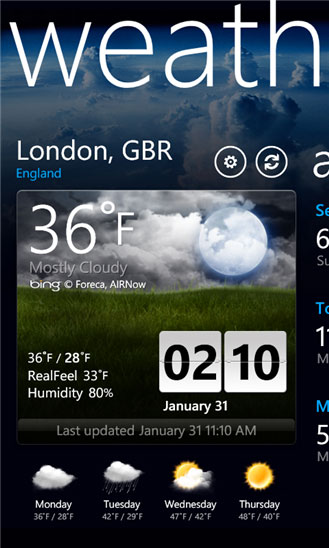 weath
London, GBR
England
36°F
Mostly Cloudy
bing © Foreca, AIRNow
36°F / 28°F
RealFeel 33°F
Humidity 80%
02 10
January 31
Last updated January 31 11:10 AM
Monday Tuesday Wednesday Thursday
36°F / 28°F 42°F / 29°F 47°F / 42°F 48°F / 40°F
a
Se
6
Su
To
1
M
M
5
M